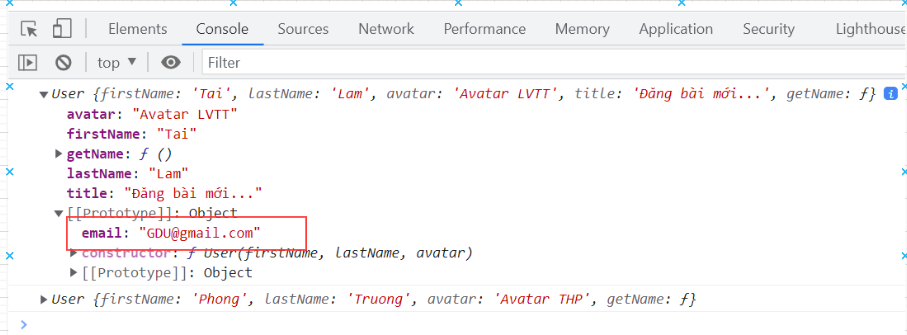 Elements Console Sources Network Performance Memory Application Security Lighthouse
top ▼ Filter
▼User {firstName: 'Tai', lastName: 'Lam', avatar: 'Avatar LVTT', title: 'Đăng bài mới...', getName: ƒ} i
avatar: "Avatar LVTT"
firstName: "Tai"
▶getName: ƒ ()
lastName: "Lam"
title: "Đăng bài mới..."
▼[[Prototype]]: Object
email: "GDU@gmail.com"
▶constructor: ƒ User(firstName, lastName, avatar)
▶[[Prototype]]: Object
▶User {firstName: 'Phong', lastName: 'Truong', avatar: 'Avatar THP', getName: ƒ}
>